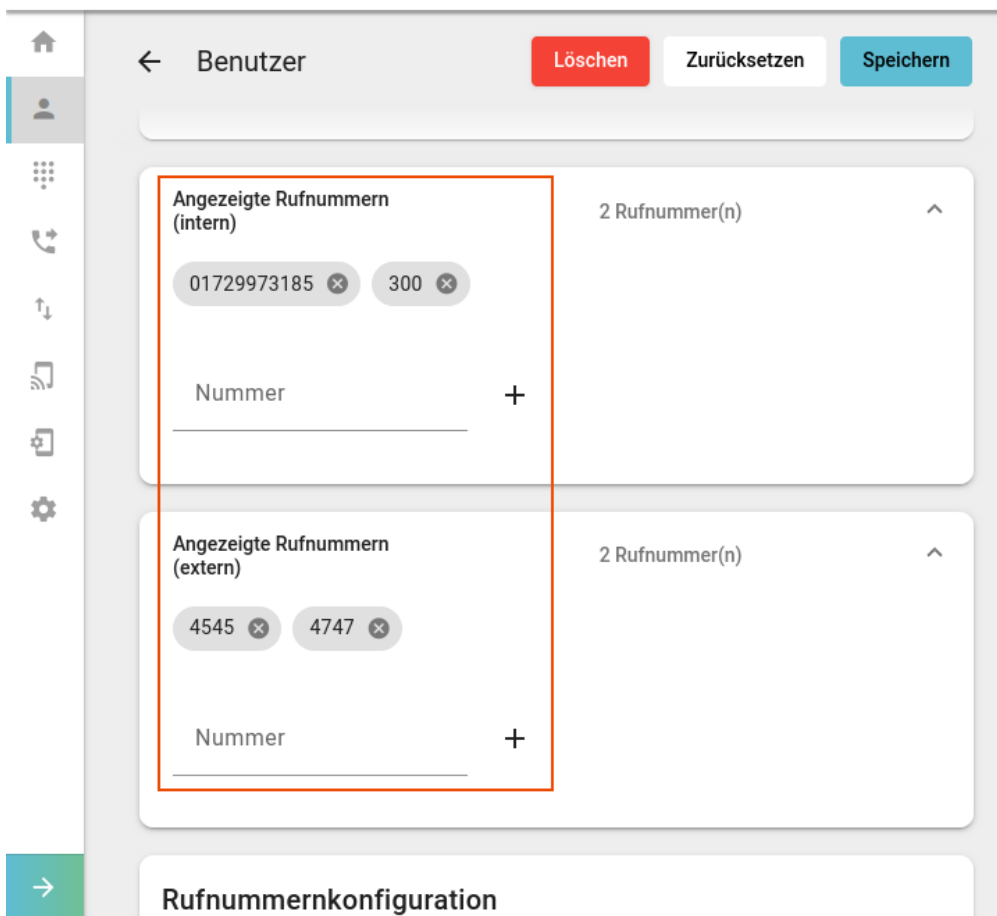 Benutzer
Löschen
Zurücksetzen
Speichern
Angezeigte Rufnummern
(intern)
2 Rufnummer(n)
01729973185
300
Nummer
Angezeigte Rufnummern
(extern)
2 Rufnummer(n)
4545
4747
Nummer
Rufnummernkonfiguration